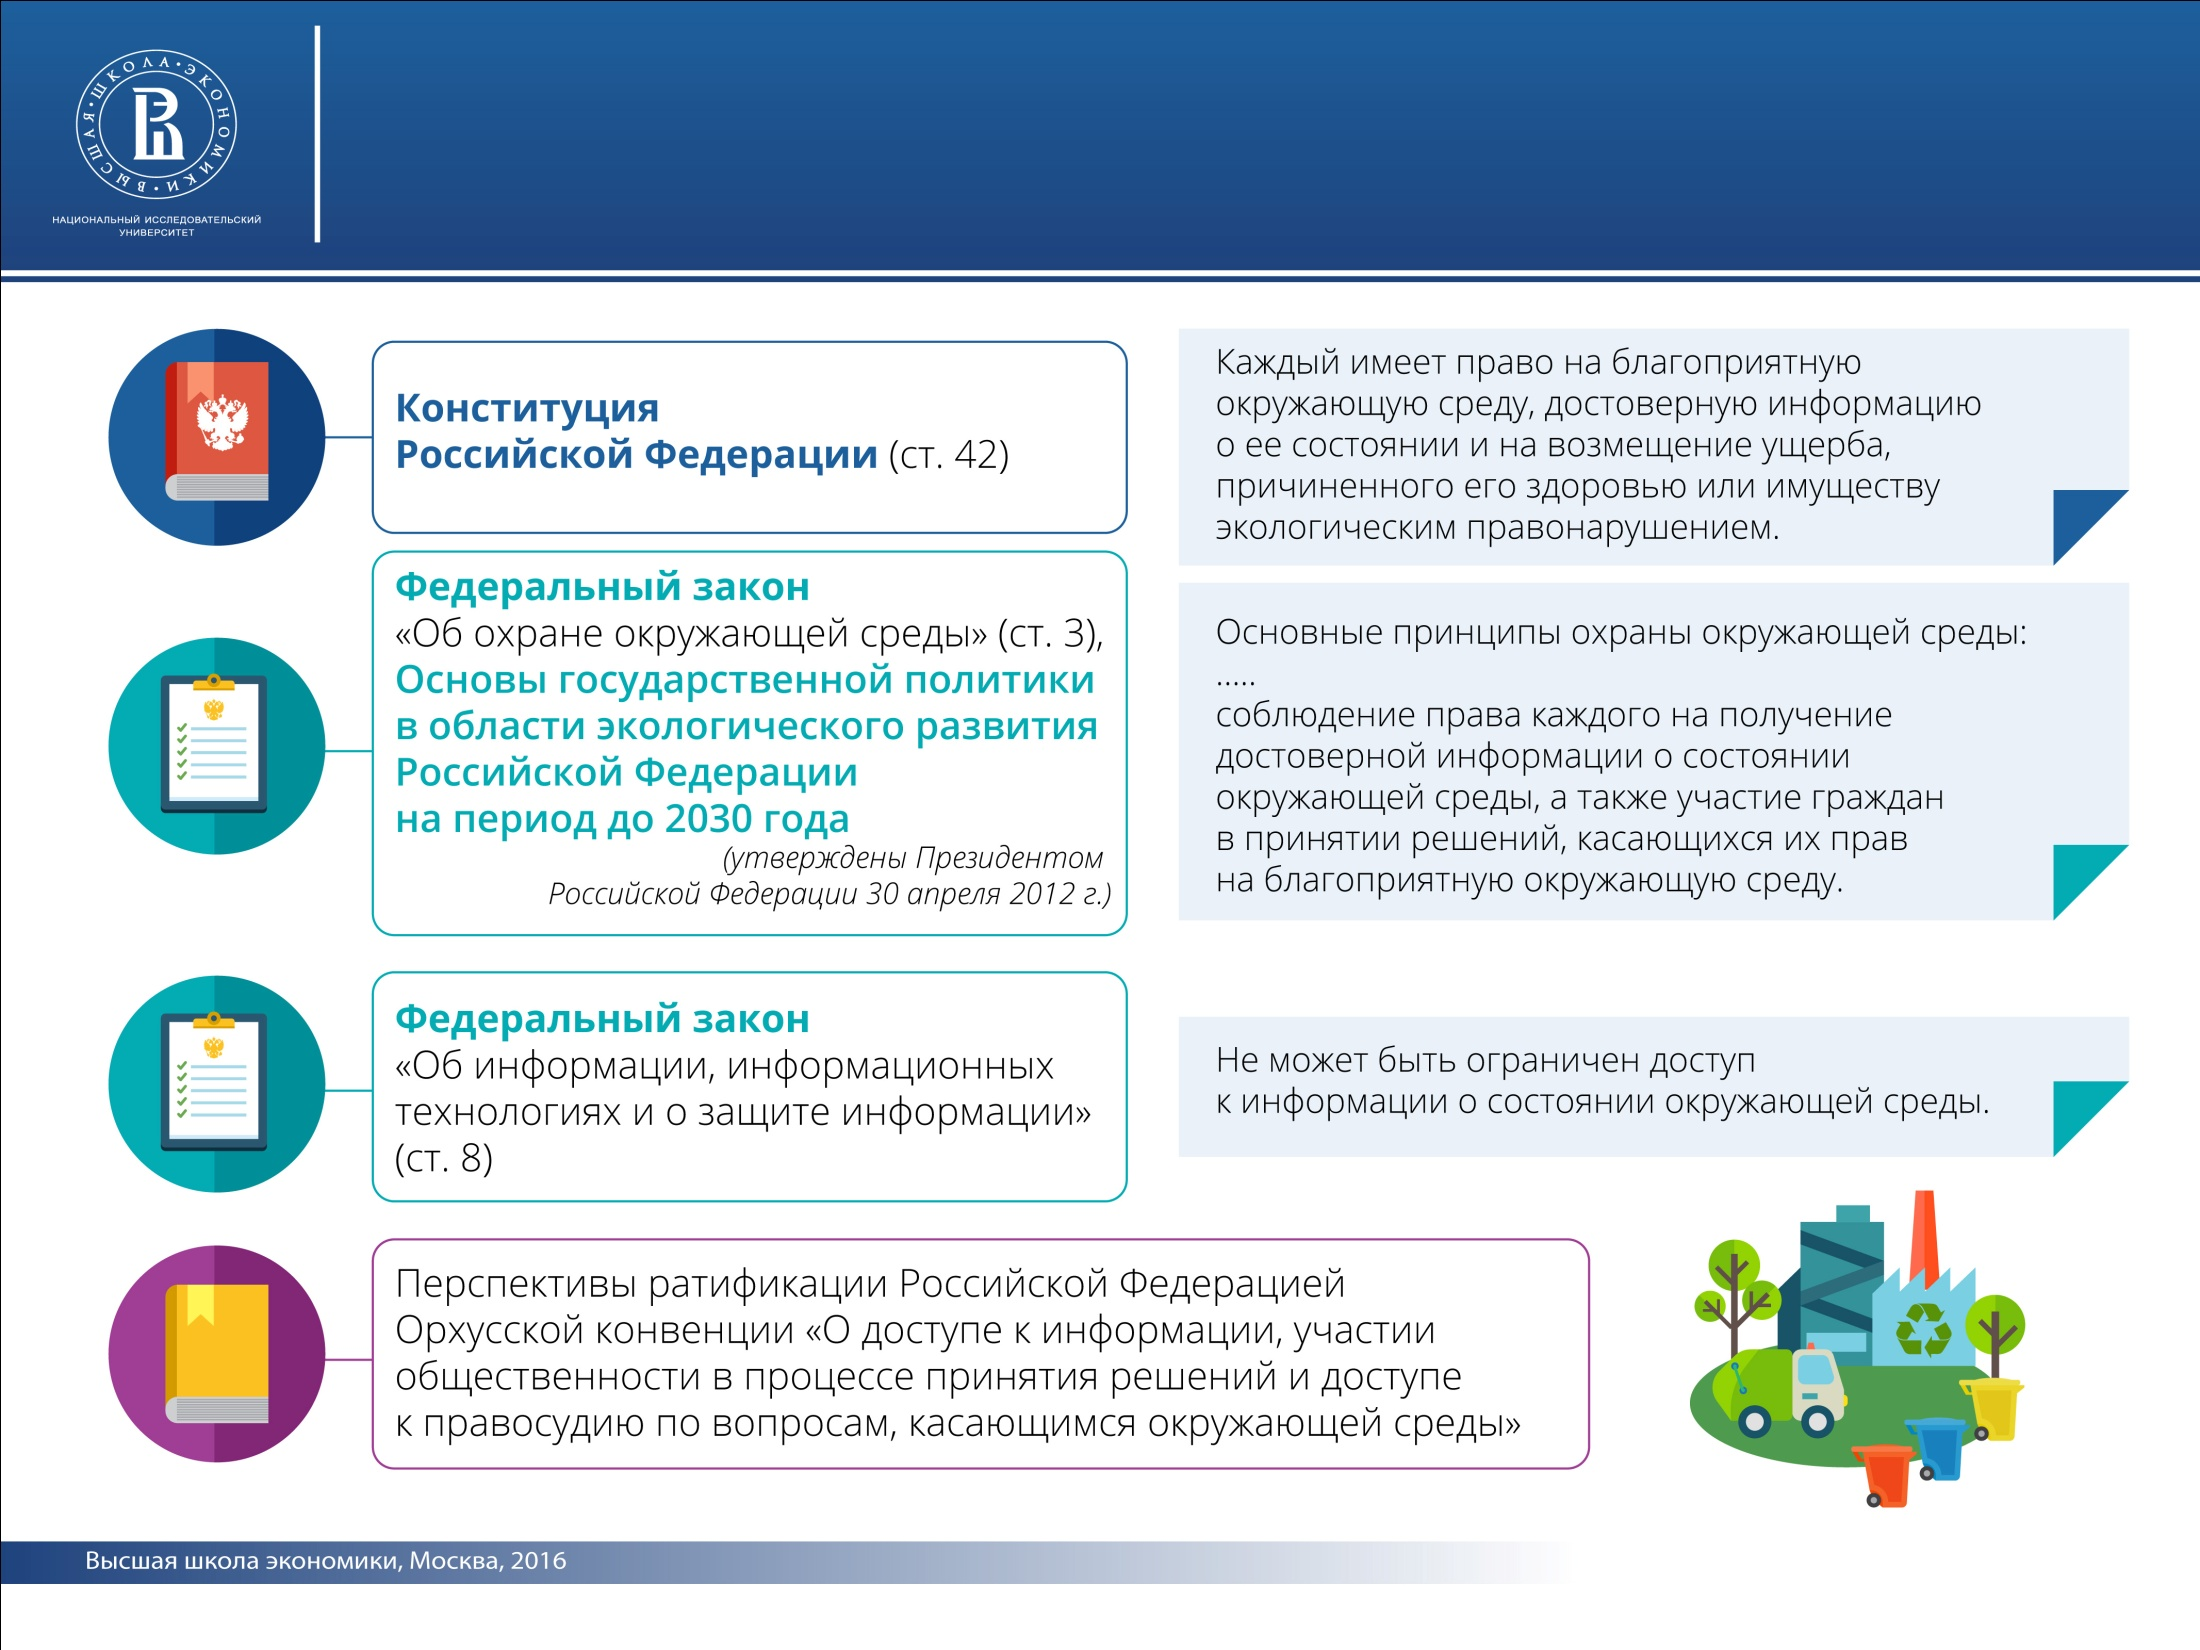 ВЫСШАЯ • ШКОЛА • ЭКОНОМИКИ •
НАЦИОНАЛЬНЫЙ ИССЛЕДОВАТЕЛЬСКИЙ
УНИВЕРСИТЕТ
Конституция
Российской Федерации (ст. 42)
Каждый имеет право на благоприятную
окружающую среду, достоверную информацию
о ее состоянии и на возмещение ущерба,
причиненного его здоровью или имуществу
экологическим правонарушением.
Федеральный закон
«Об охране окружающей среды» (ст. 3),
Основы государственной политики
в области экологического развития
Российской Федерации
на период до 2030 года
(утверждены Президентом
Российской Федерации 30 апреля 2012 г.)
Основные принципы охраны окружающей среды:
.....
соблюдение права каждого на получение
достоверной информации о состоянии
окружающей среды, а также участие граждан
в принятии решений, касающихся их прав
на благоприятную окружающую среду.
Федеральный закон
«Об информации, информационных
технологиях и о защите информации»
(ст. 8)
Не может быть ограничен доступ
к информации о состоянии окружающей среды.
Перспективы ратификации Российской Федерацией
Орхусской конвенции «О доступе к информации, участии
общественности в процессе принятия решений и доступе
к правосудию по вопросам, касающимся окружающей среды»
Высшая школа экономики, Москва, 2016